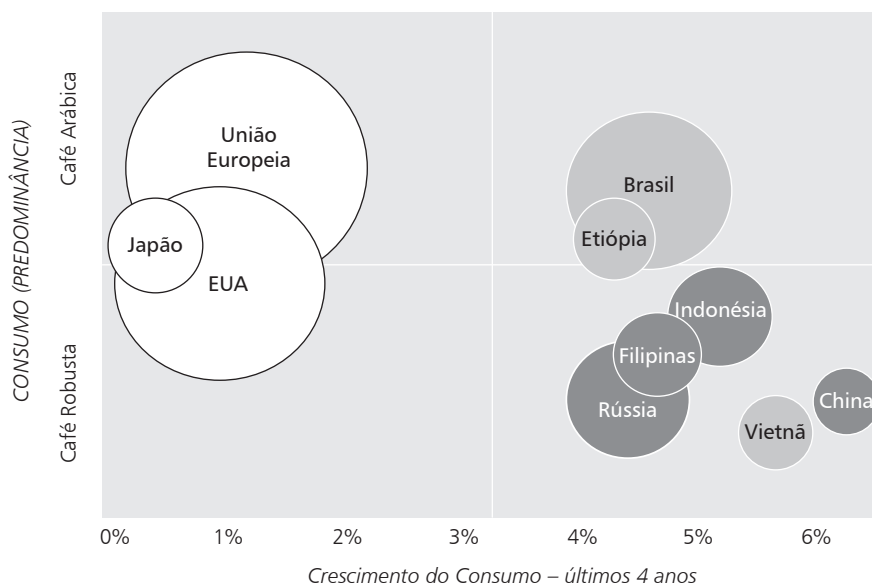 CONSUMO (PREDOMINÂNCIA)
Café Arábica
Café Robusta
União
Europeia
Brasil
Japão
Etiópia
EUA
Indonésia
Filipinas
Rússia
China
Vietnã
0% 1% 2% 3% 4% 5% 6%
Crescimento do Consumo – últimos 4 anos